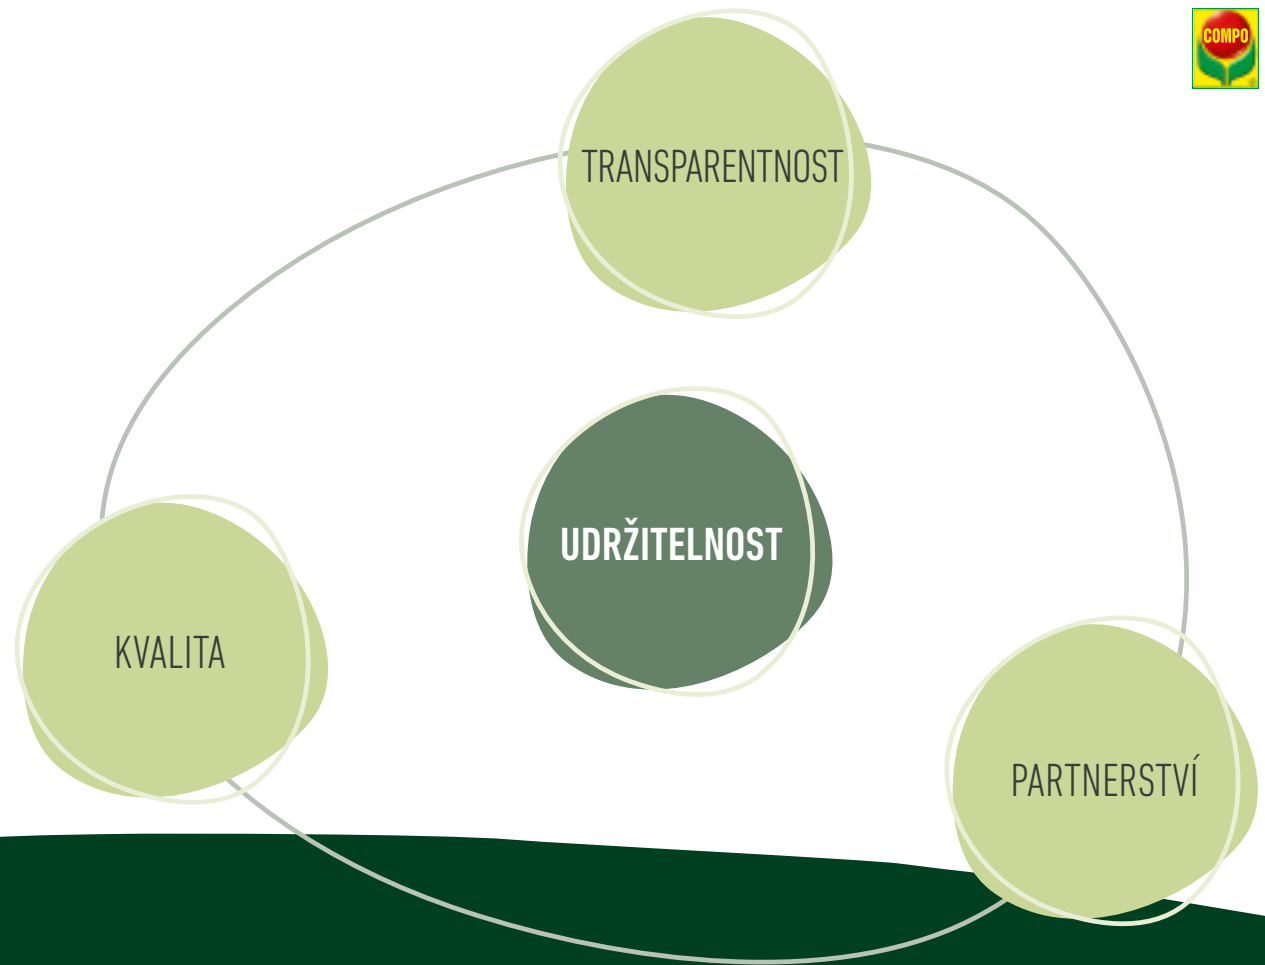 COMPO
TRANSPARENTNOST
UDRŽITELNOST
KVALITA
PARTNERSTVÍ